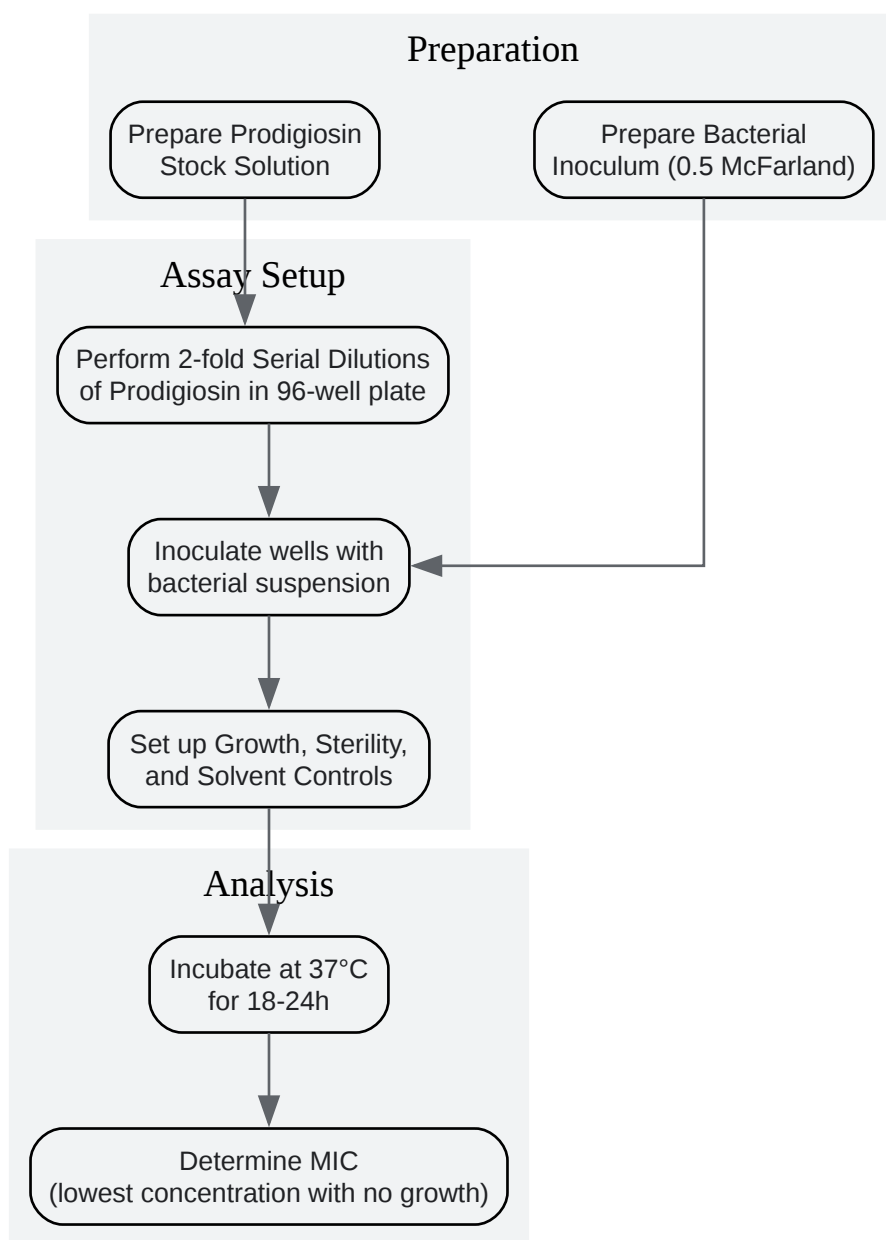 Preparation
Prepare Prodigiosin
Stock Solution
Prepare Bacterial
Inoculum (0.5 McFarland)
Assay Setup
Perform 2-fold Serial Dilutions
of Prodigiosin in 96-well plate
Inoculate wells with
bacterial suspension
Set up Growth, Sterility,
and Solvent Controls
Analysis
Incubate at 37°C
for 18-24h
Determine MIC
(lowest concentration with no growth)